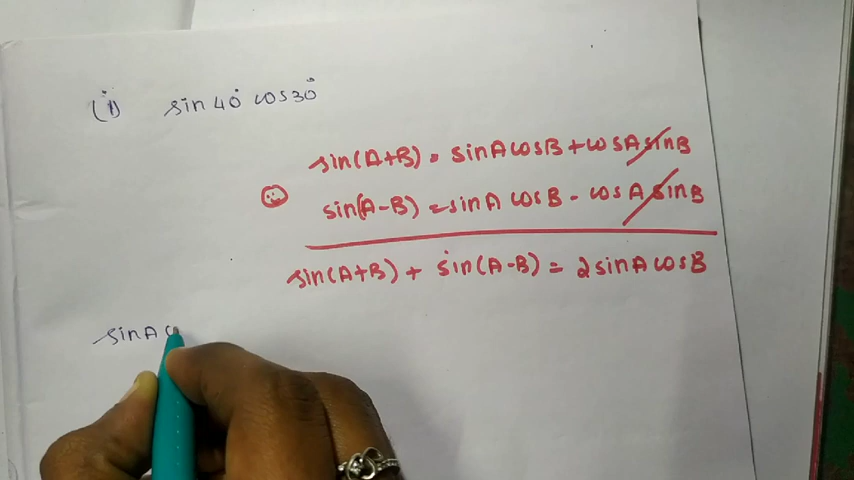 (i) sin 40° cos 30°
sin(A+B) = sinA cosB + cosA sinB
sin(A-B) = sinA cosB - cosA sinB
sin(A+B) + sin(A-B) = 2 sinA cosB
sinA c